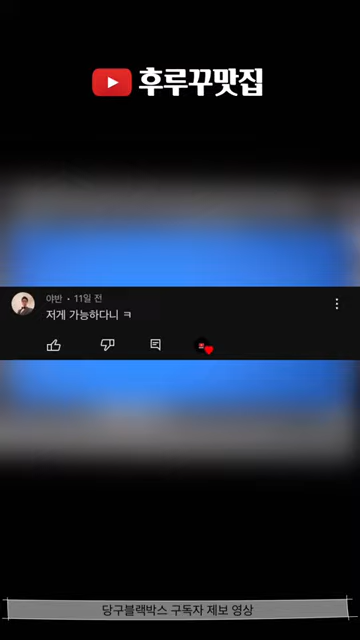 후루꾸맛집
야반 • 11일 전
저게 가능하다니 ㅋ
당구블랙박스 구독자 제보 영상